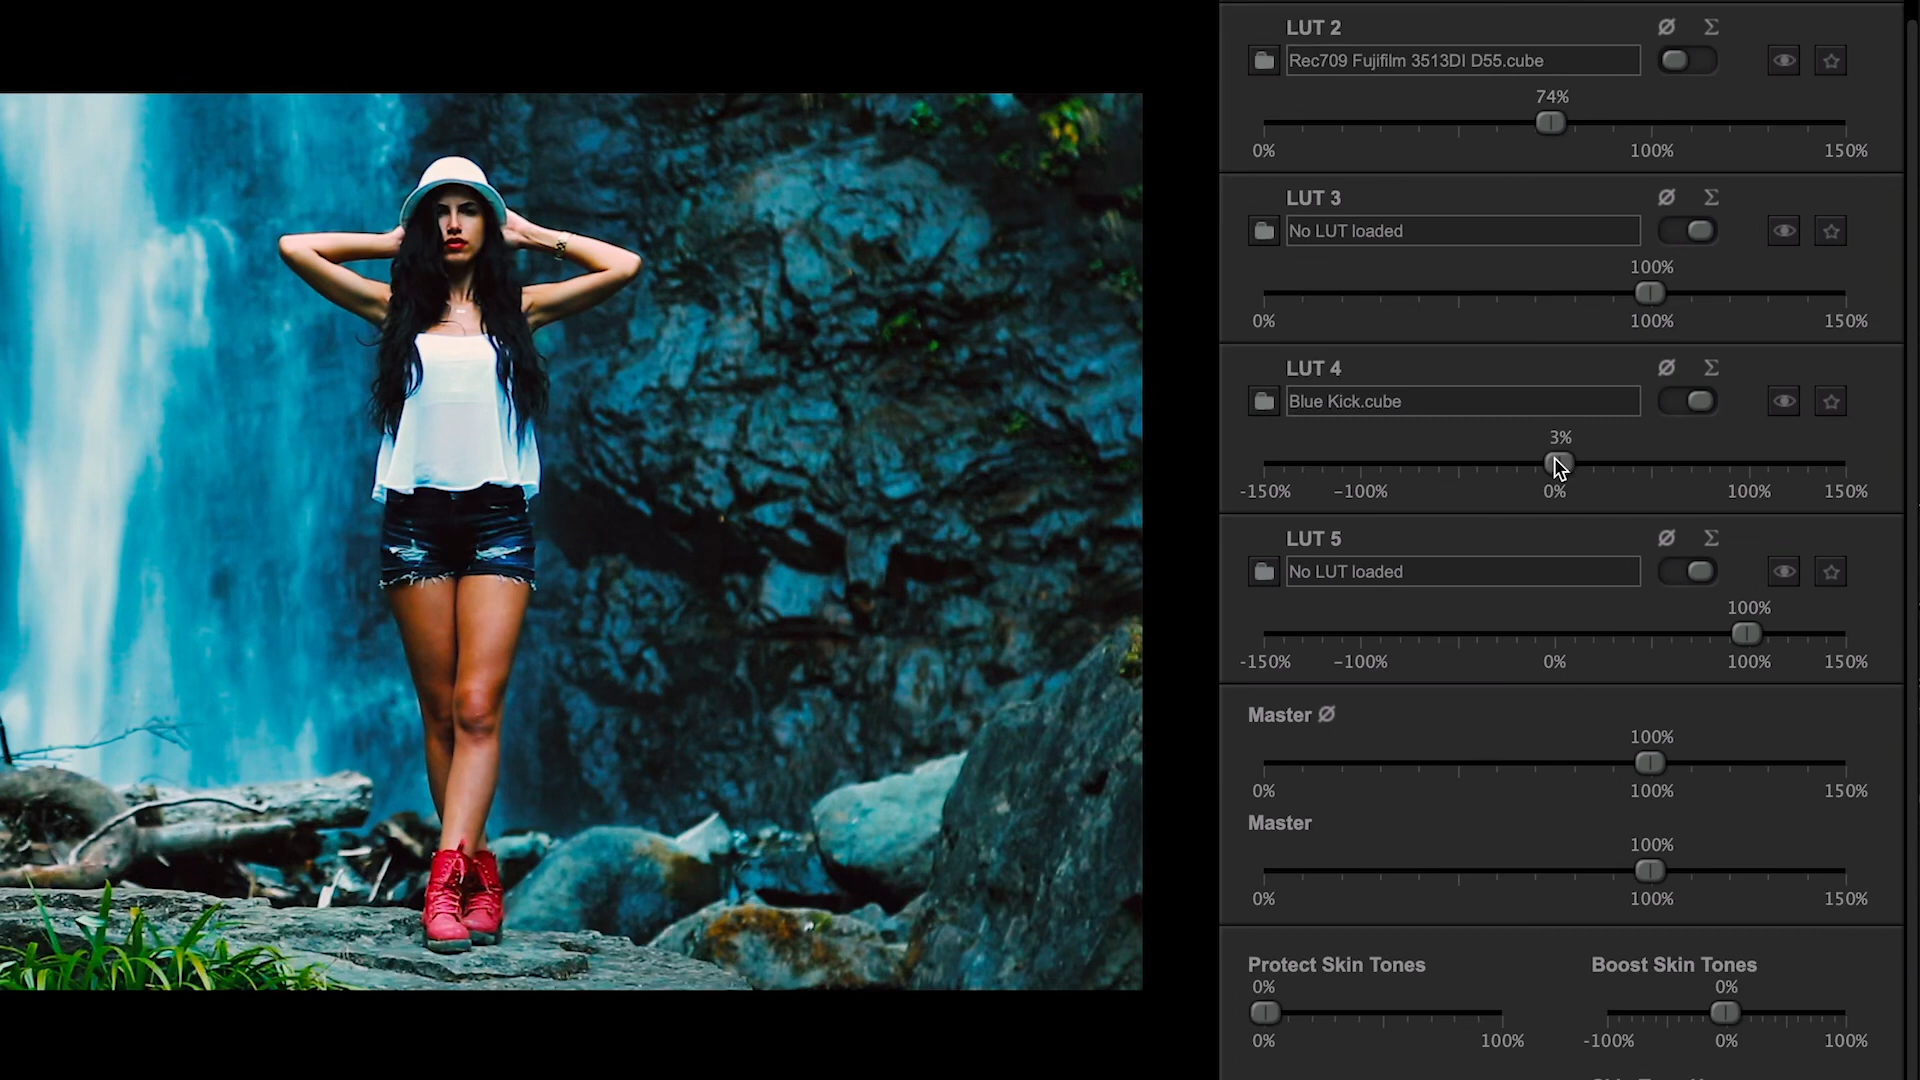 LUT 2 Ø Σ
Rec709 Fujifilm 3513DI D55.cube
74%
0% 100% 150%
LUT 3 Ø Σ
No LUT loaded
100%
0% 100% 150%
LUT 4 Ø Σ
Blue Kick.cube
3%
-150% −100% 0% 100% 150%
LUT 5 Ø Σ
No LUT loaded
100%
-150% −100% 0% 100% 150%
Master Ø
100%
0% 100% 150%
Master
100%
0% 100% 150%
Protect Skin Tones Boost Skin Tones
0% 0%
0% 100% -100% 0% 100%